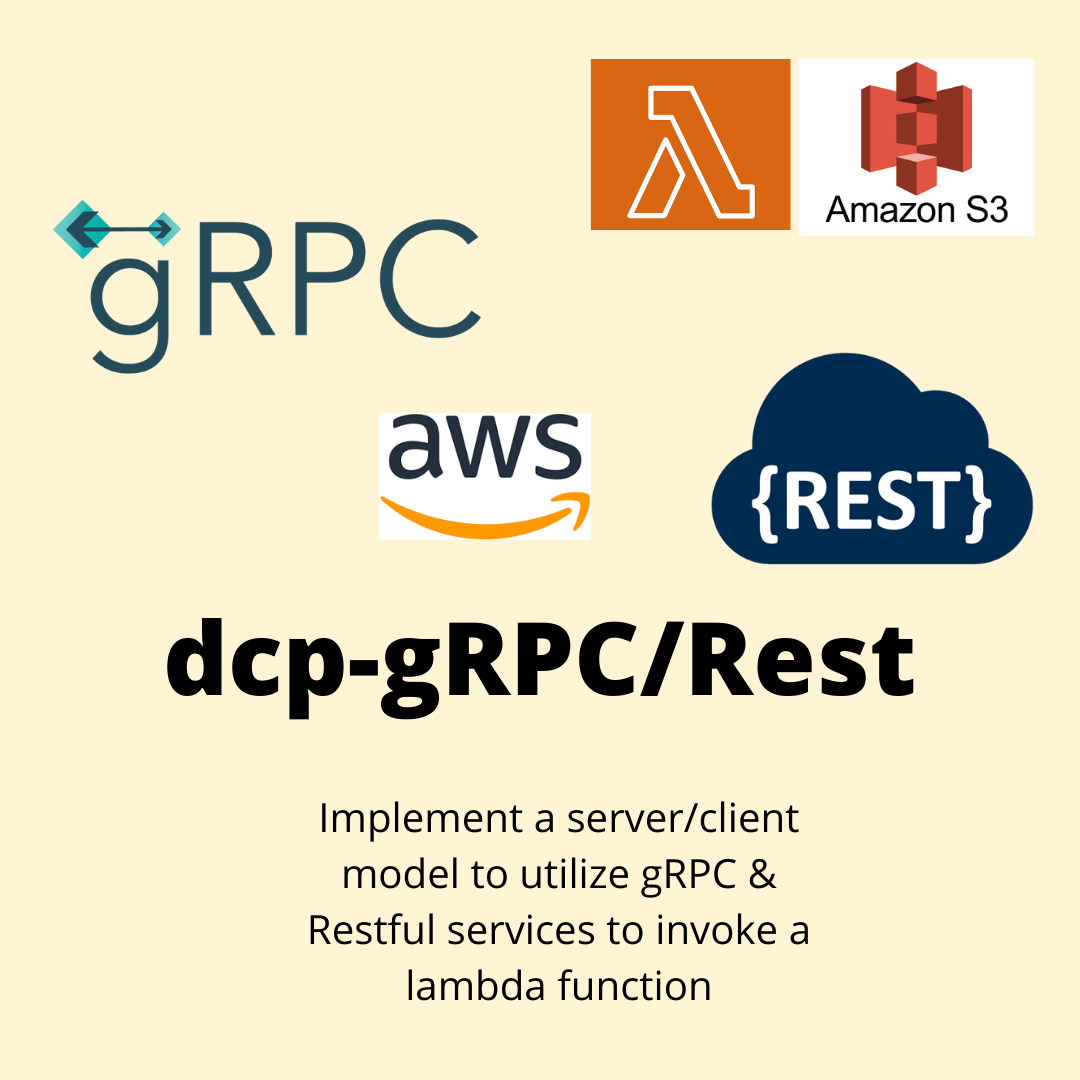 Amazon S3
gRPC
aws
{REST}
dcp-gRPC/Rest
Implement a server/client
model to utilize gRPC &
Restful services to invoke a
lambda function